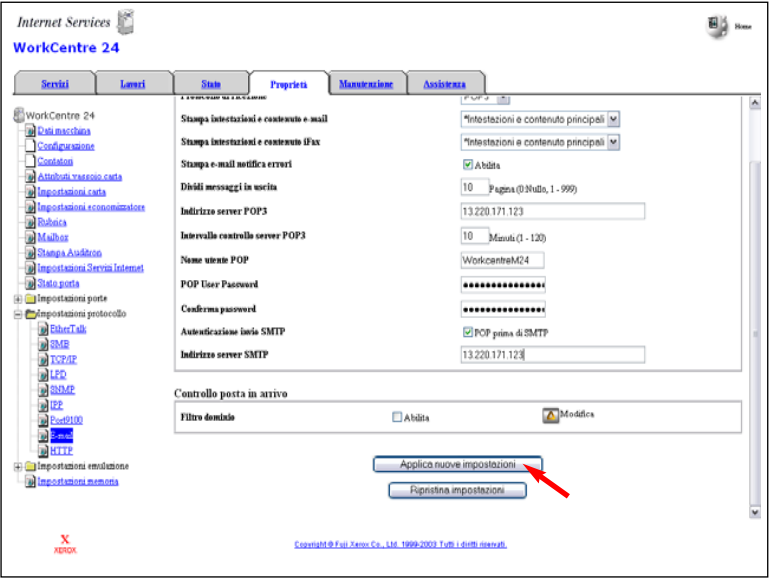 Internet Services
Home
WorkCentre 24
Servizi Lavori Stato Proprietà Manutenzione Assistenza
WorkCentre 24
Dati macchina
Configurazione
Contatori
Attributi vassoio carta
Impostazioni carta
Impostazioni economizzatore
Rubrica
Mailbox
Stampa Auditron
Impostazioni Servizi Internet
Stato porta
Impostazioni porte
Impostazioni protocollo
EtherTalk
SMB
TCP/IP
LPD
SNMP
IPP
Port9100
E-mail
HTTP
Impostazioni emulazione
Impostazioni memoria
Protocollo di ricezione POP3
Stampa intestazioni e contenuto e-mail *Intestazioni e contenuto principali
Stampa intestazioni e contenuto iFax *Intestazioni e contenuto principali
Stampa e-mail notifica errori Abilita
Dividi messaggi in uscita 10 Pagina (0:Nullo, 1 - 999)
Indirizzo server POP3 13.220.171.123
Intervallo controllo server POP3 10 Minuti (1 - 120)
Nome utente POP WorkcentreM24
POP User Password ●●●●●●●●●●●●●●●
Conferma password ●●●●●●●●●●●●●●●
Autenticazione invio SMTP POP prima di SMTP
Indirizzo server SMTP 13.220.171.123
Controllo posta in arrivo
Filtro dominio Abilita Modifica
Applica nuove impostazioni
Ripristina impostazioni
X
XEROX
Copyright © Fuji Xerox Co., Ltd. 1999-2003 Tutti i diritti riservati.